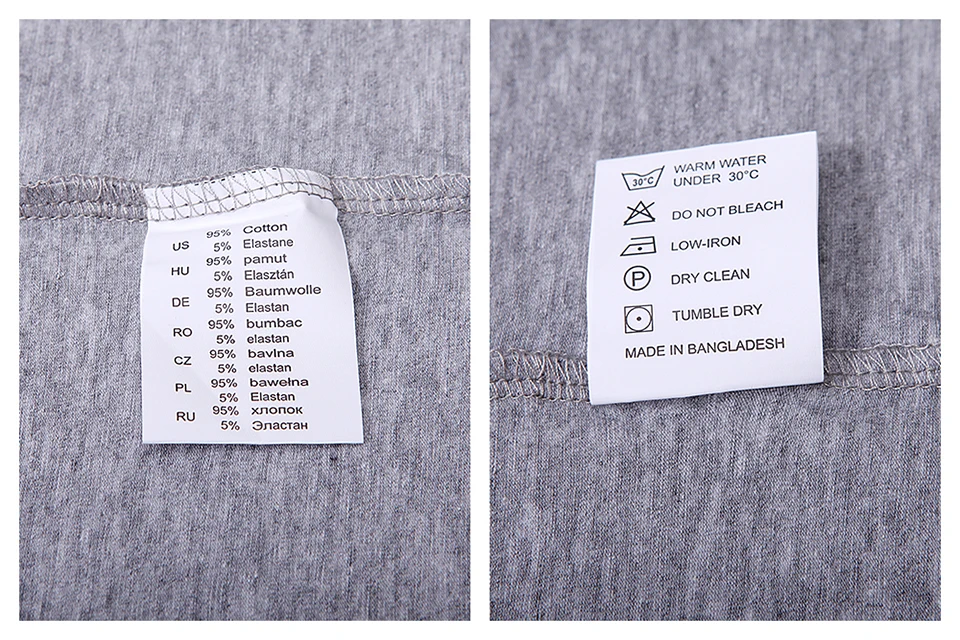 US 95% Cotton
5% Elastane
HU 95% pamut
5% Elasztán
DE 95% Baumwolle
5% Elastan
RO 95% bumbac
5% elastan
CZ 95% bavlna
5% elastan
PL 95% bawełna
5% Elastan
RU 95% хлопок
5% Эластан
30°C WARM WATER
UNDER 30°C
DO NOT BLEACH
LOW-IRON
P DRY CLEAN
TUMBLE DRY
MADE IN BANGLADESH